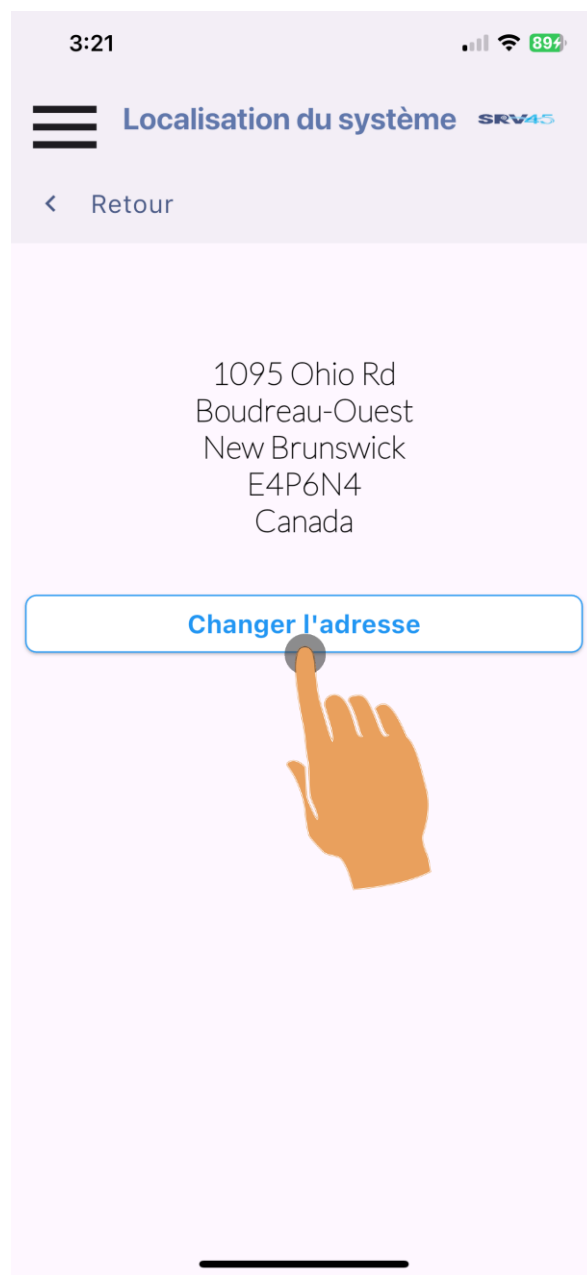 3:21
89
Localisation du système
SRV45
Retour
1095 Ohio Rd
Boudreau-Ouest
New Brunswick
E4P6N4
Canada
Changer l'adresse